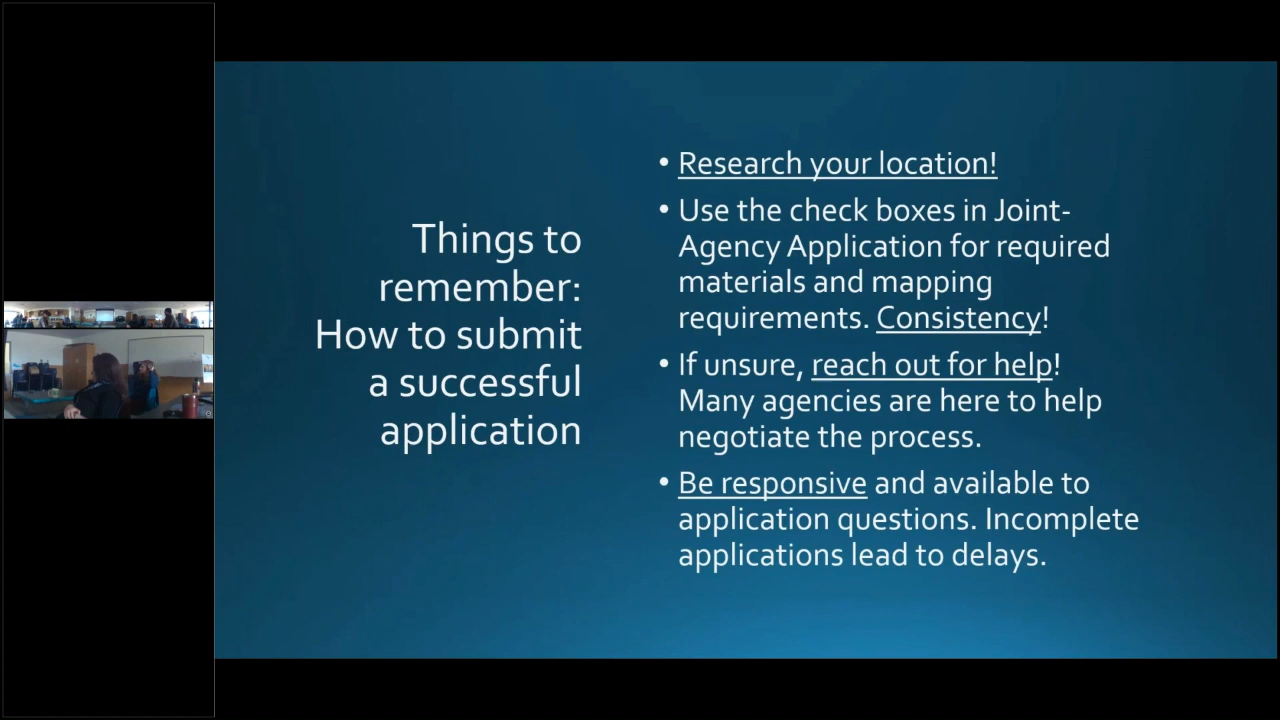 Things to
remember:
How to submit
a successful
application
• Research your location!
• Use the check boxes in Joint-
Agency Application for required
materials and mapping
requirements. Consistency!
• If unsure, reach out for help!
Many agencies are here to help
negotiate the process.
• Be responsive and available to
application questions. Incomplete
applications lead to delays.